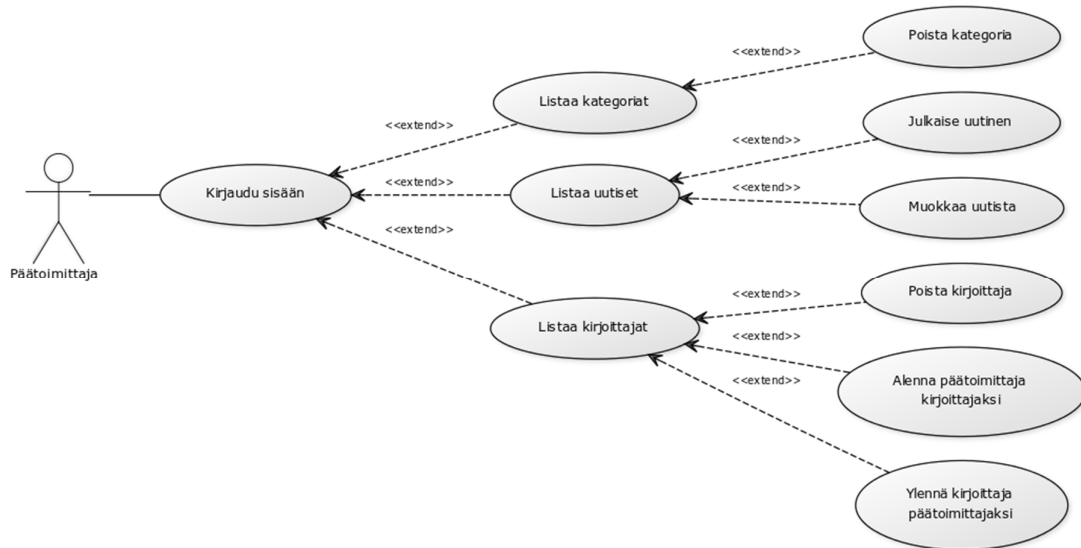 Poista kategoria
<<extend>>
Listaa kategoriat
<<extend>>
Julkaise uutinen
<<extend>>
Kirjaudu sisään
<<extend>>
Listaa uutiset
<<extend>>
Muokkaa uutista
<<extend>>
Päätoimittaja
Poista kirjoittaja
<<extend>>
Listaa kirjoittajat
<<extend>>
Alenna päätoimittaja
kirjoittajaksi
<<extend>>
Ylennä kirjoittaja
päätoimittajaksi